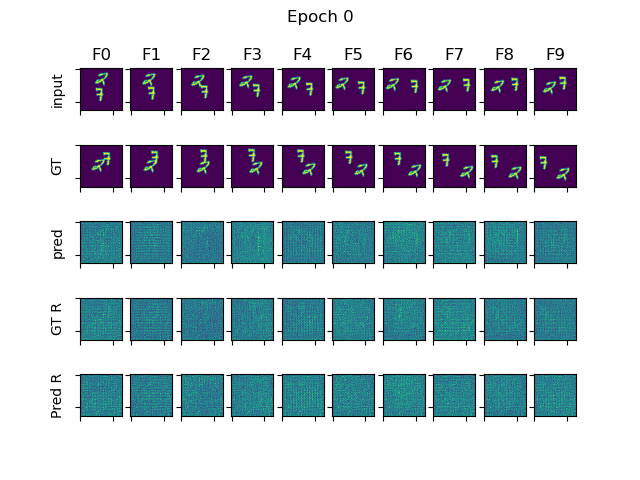 Epoch 0
F0 F1 F2 F3 F4 F5 F6 F7 F8 F9
input
GT
pred
GT R
Pred R